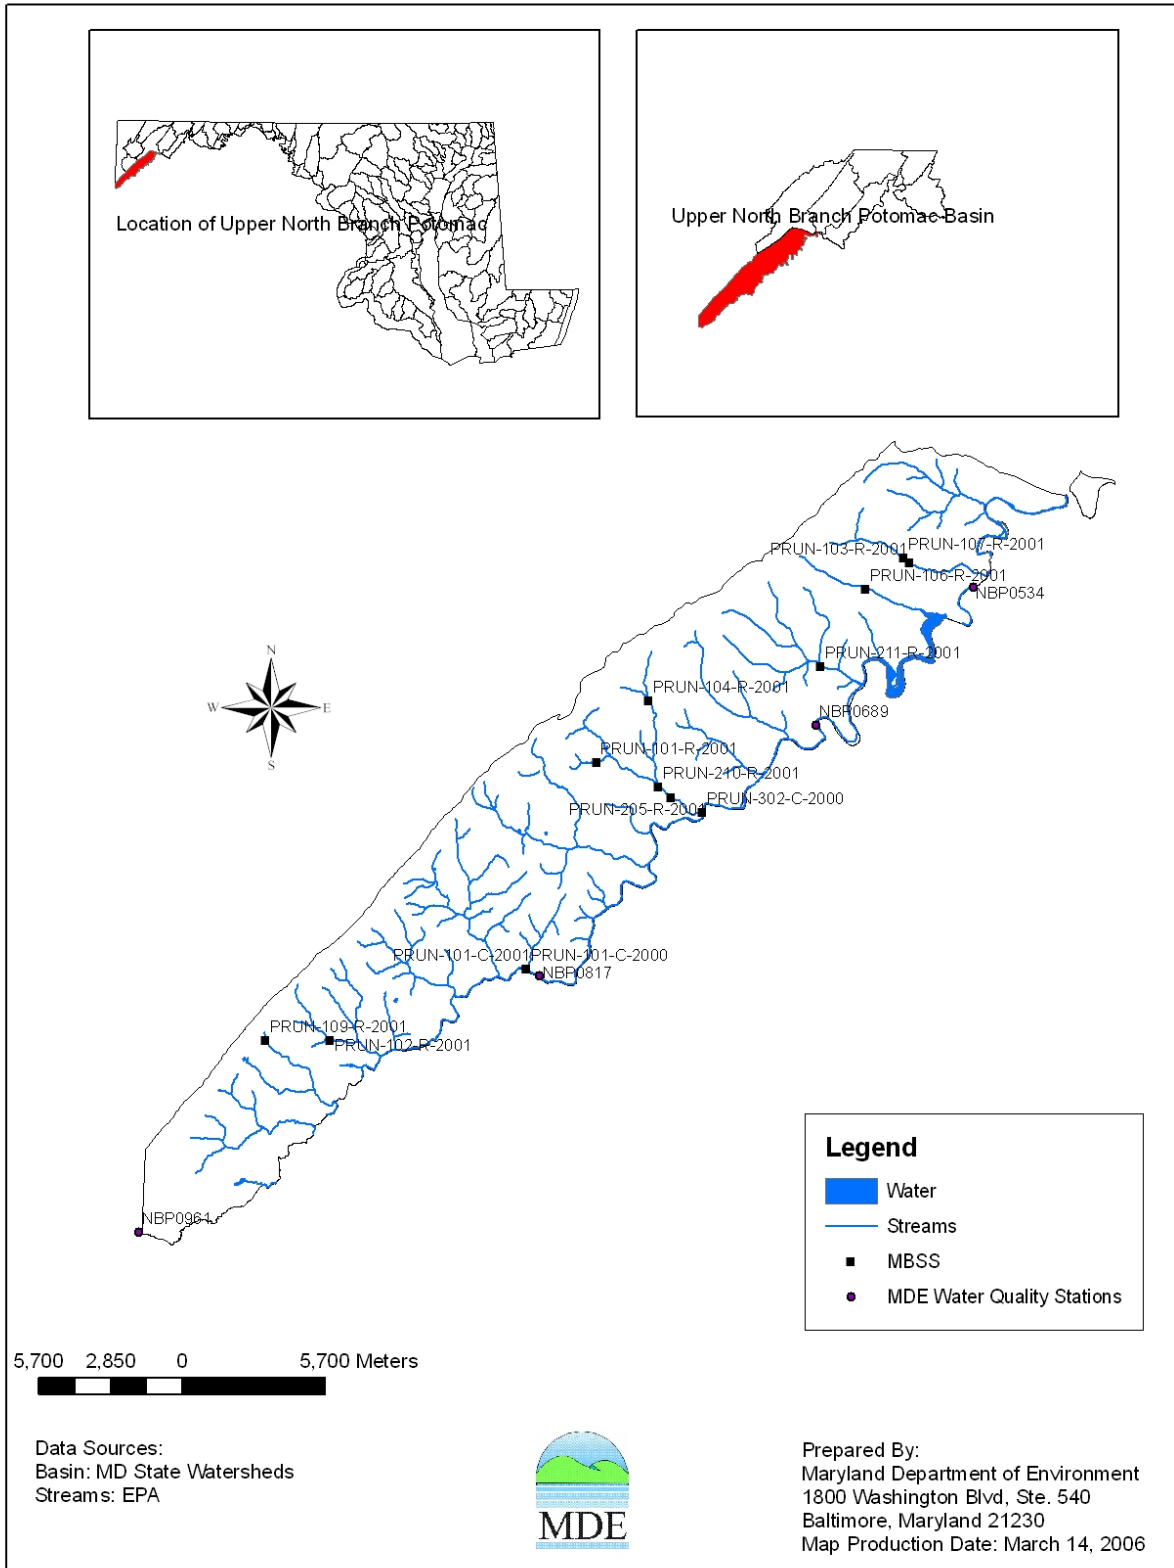 Location of Upper North Branch Potomac
Upper North Branch Potomac Basin
PRUN-103-R-2001
PRUN-107-R-2001
PRUN-106-R-2001
NBP0534
PRUN-211-R-2001
PRUN-104-R-2001
NBP0689
PRUN-101-R-2001
PRUN-210-R-2001
PRUN-205-R-2001
PRUN-302-C-2000
PRUN-101-C-2001
PRUN-101-C-2000
NBP0817
PRUN-109-R-2001
PRUN-102-R-2001
NBP0961
N
W
E
S
Legend
Water
Streams
MBSS
MDE Water Quality Stations
5,700 2,850 0 5,700 Meters
Data Sources:
Basin: MD State Watersheds
Streams: EPA
MDE
Prepared By:
Maryland Department of Environment
1800 Washington Blvd, Ste. 540
Baltimore, Maryland 21230
Map Production Date: March 14, 2006